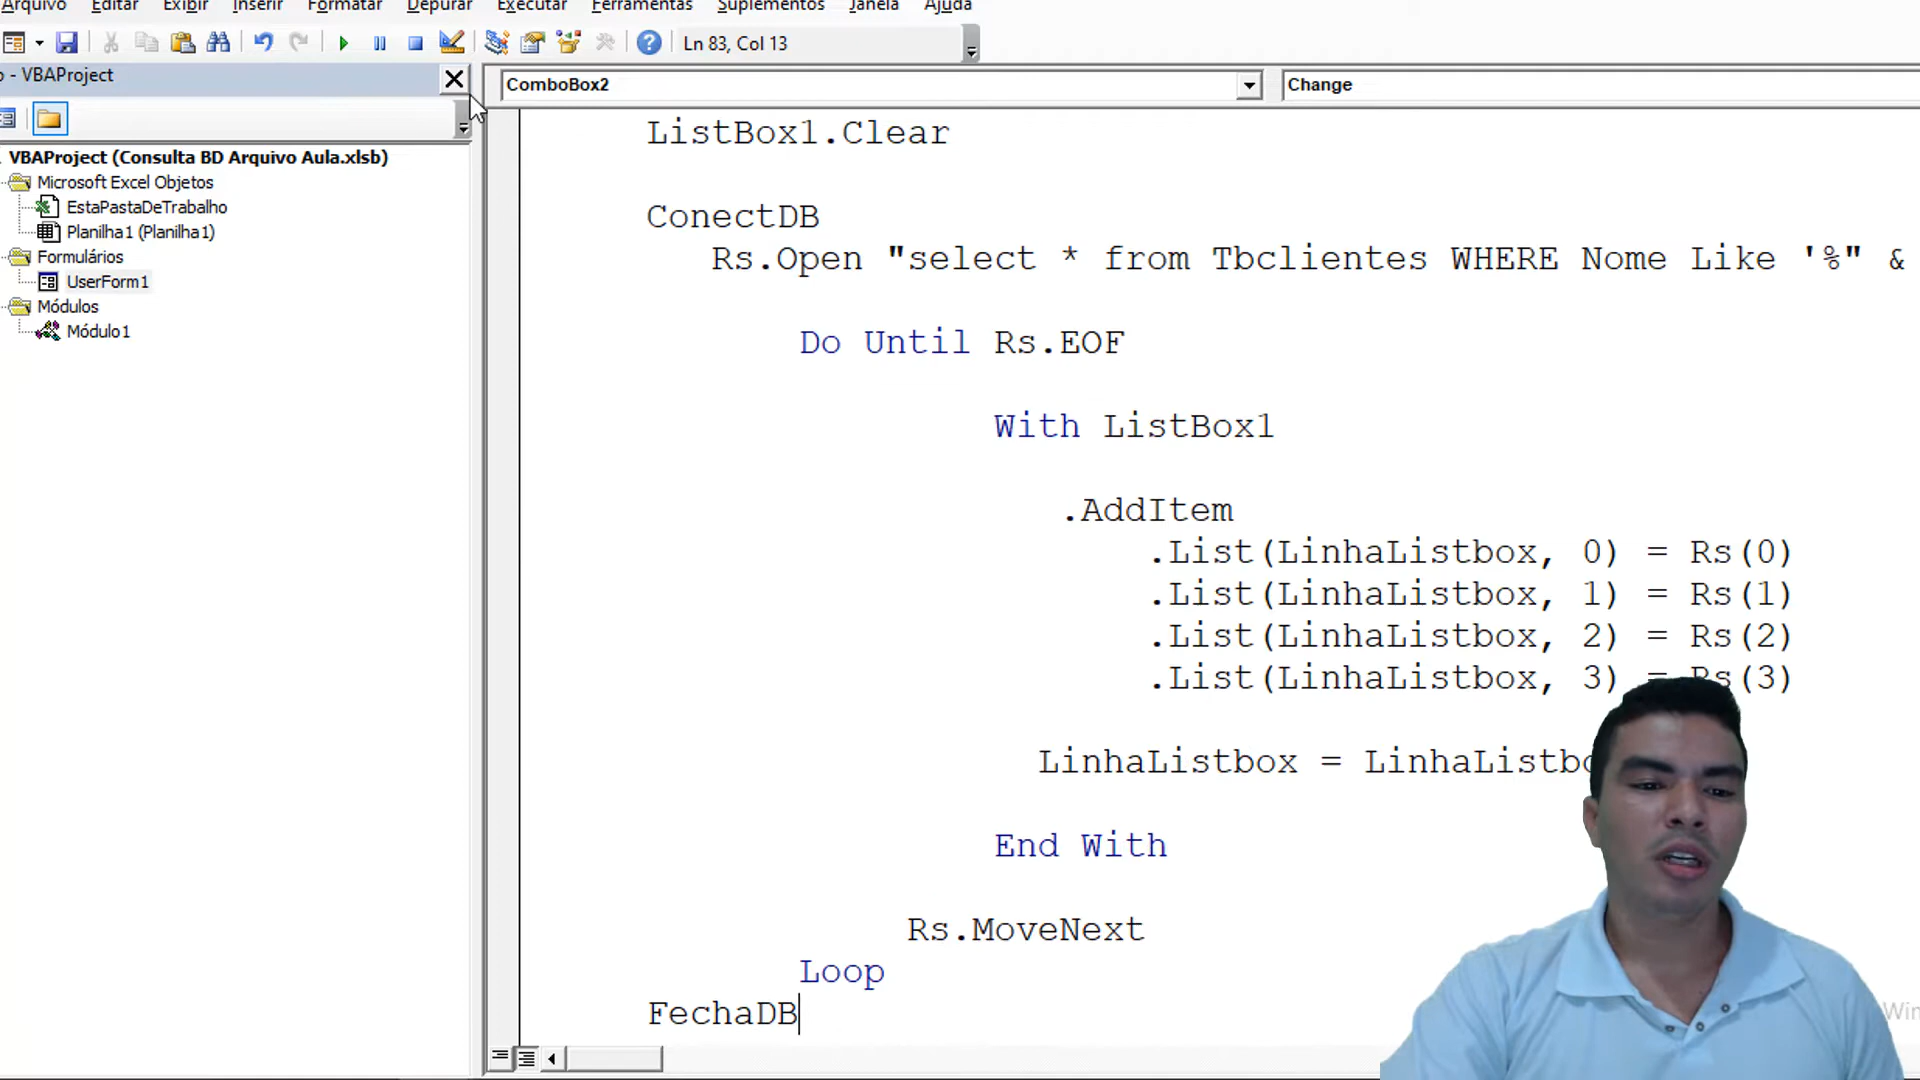 Arquivo Editar Exibir Inserir Formatar Depurar Executar Ferramentas Suplementos Janela Ajuda
Ln 83, Col 13
- VBAProject
ComboBox2
Change
VBAProject (Consulta BD Arquivo Aula.xlsb)
Microsoft Excel Objetos
EstaPastaDeTrabalho
Planilha1 (Planilha1)
Formulários
UserForm1
Módulos
Módulo1
ListBox1.Clear
ConectDB
Rs.Open "select * from Tbclientes WHERE Nome Like '%" &
Do Until Rs.EOF
With ListBox1
.AddItem
.List(LinhaListbox, 0) = Rs(0)
.List(LinhaListbox, 1) = Rs(1)
.List(LinhaListbox, 2) = Rs(2)
.List(LinhaListbox, 3) = Rs(3)
LinhaListbox = LinhaListbo
End With
Rs.MoveNext
Loop
FechaDB
Win